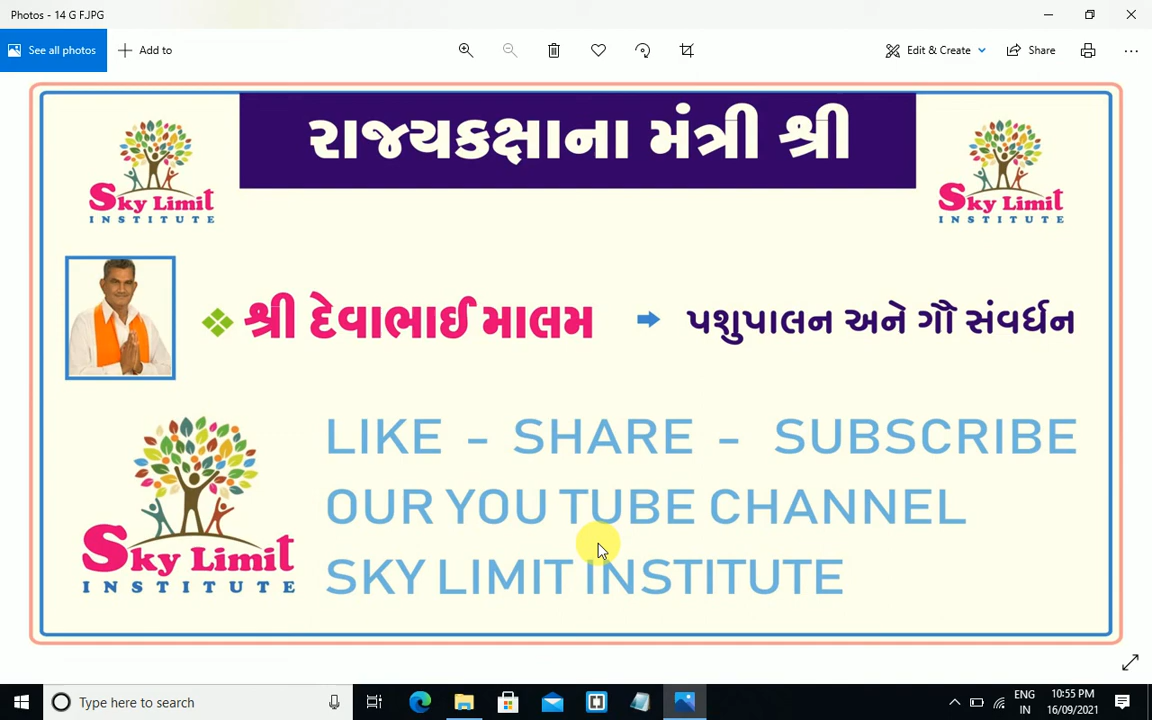 Photos - 14 G F.JPG
See all photos
Add to
Edit & Create
Share
રાજયકક્ષાના મંત્રી શ્રી
Sky Limit
INSTITUTE
Sky Limit
INSTITUTE
શ્રી દેવાભાઈ માલમ
પશુપાલન અને ગૌ સંવર્ધન
Sky Limit
INSTITUTE
LIKE - SHARE - SUBSCRIBE
OUR YOU TUBE CHANNEL
SKY LIMIT INSTITUTE
Type here to search
ENG
IN
10:55 PM
16/09/2021